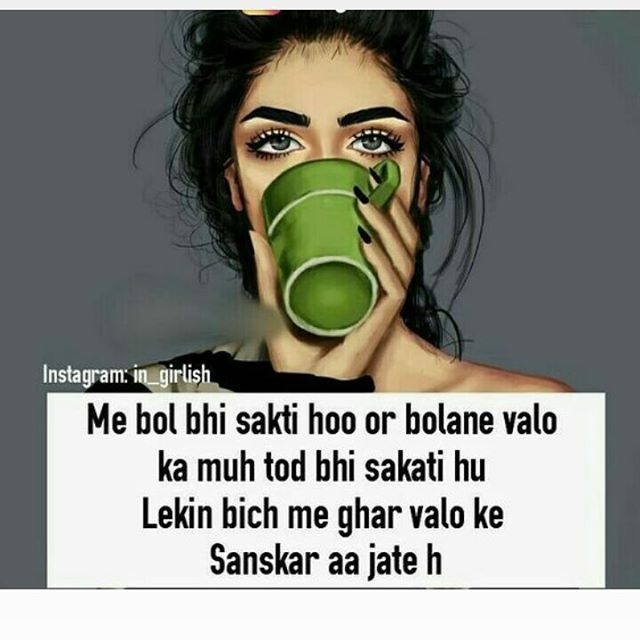 Instagram: in_girlish
Me bol bhi sakti hoo or bolane valo
ka muh tod bhi sakati hu
Lekin bich me ghar valo ke
Sanskar aa jate h